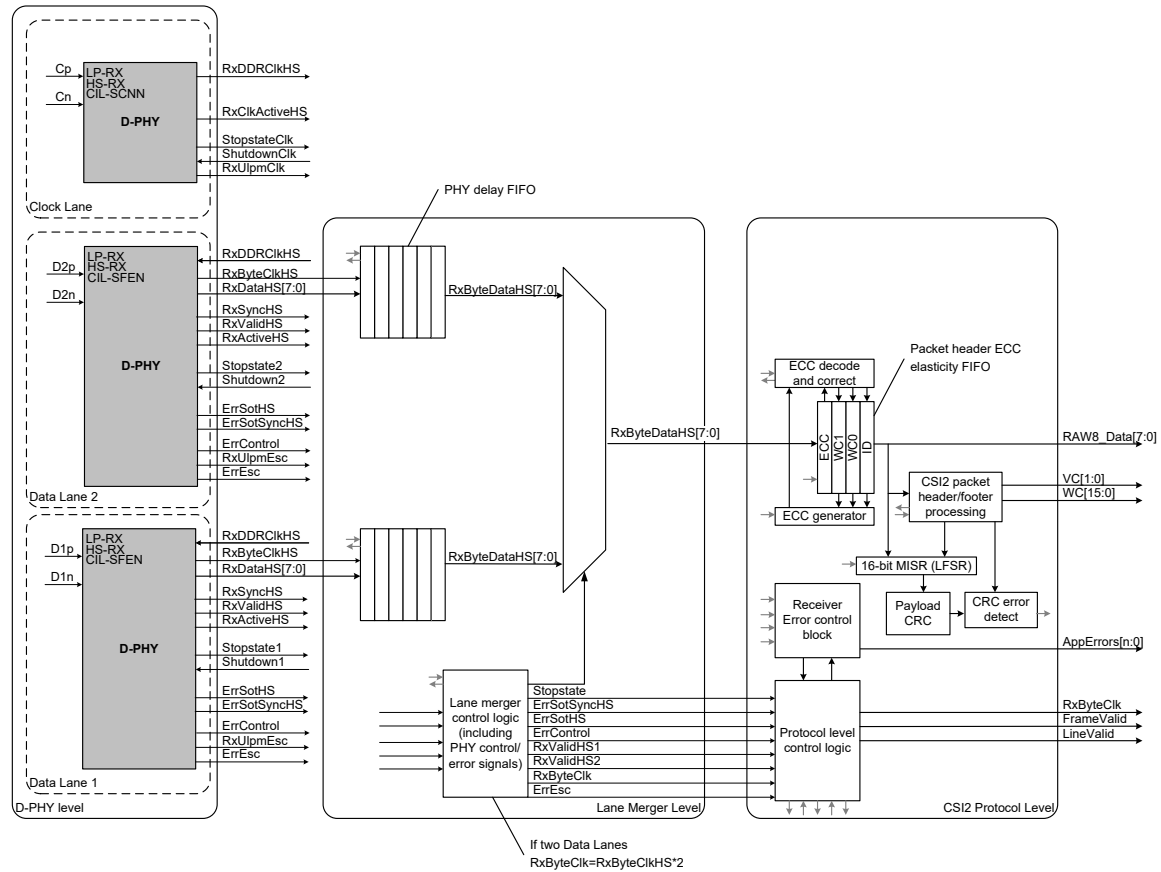 Cp
Cn
LP-RX
HS-RX
CIL-SCNN
D-PHY
RxDDRClkHS
RxClkActiveHS
StopstateClk
ShutdownClk
RxUlpmClk
Clock Lane
D2p
D2n
LP-RX
HS-RX
CIL-SFEN
D-PHY
RxDDRClkHS
RxByteClkHS
RxDataHS[7:0]
RxSyncHS
RxValidHS
RxActiveHS
Stopstate2
Shutdown2
ErrSotHS
ErrSotSyncHS
ErrControl
RxUlpmEsc
ErrEsc
Data Lane 2
D1p
D1n
LP-RX
HS-RX
CIL-SFEN
D-PHY
RxDDRClkHS
RxByteClkHS
RxDataHS[7:0]
RxSyncHS
RxValidHS
RxActiveHS
Stopstate1
Shutdown1
ErrSotHS
ErrSotSyncHS
ErrControl
RxUlpmEsc
ErrEsc
Data Lane 1
D-PHY level
PHY delay FIFO
RxByteDataHS[7:0]
RxByteDataHS[7:0]
RxByteDataHS[7:0]
Lane merger
control logic
(including
PHY control/
error signals)
Stopstate
ErrSotSyncHS
ErrSotHS
ErrControl
RxValidHS1
RxValidHS2
RxByteClk
ErrEsc
Lane Merger Level
If two Data Lanes
RxByteClk=RxByteClkHS*2
Packet header ECC
elasticity FIFO
ECC decode
and correct
ECC
WC1
WC0
ID
ECC generator
CSI2 packet
header/footer
processing
16-bit MISR (LFSR)
Payload
CRC
CRC error
detect
Receiver
Error control
block
Protocol level
control logic
CSI2 Protocol Level
RAW8_Data[7:0]
VC[1:0]
WC[15:0]
AppErrors[n:0]
RxByteClk
FrameValid
LineValid